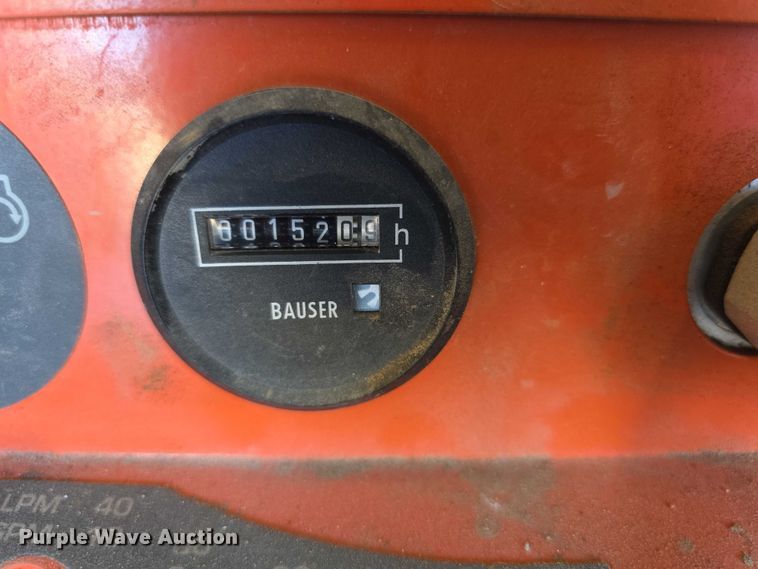 0015209 h
BAUSER
LPM 40
Purple Wave Auction